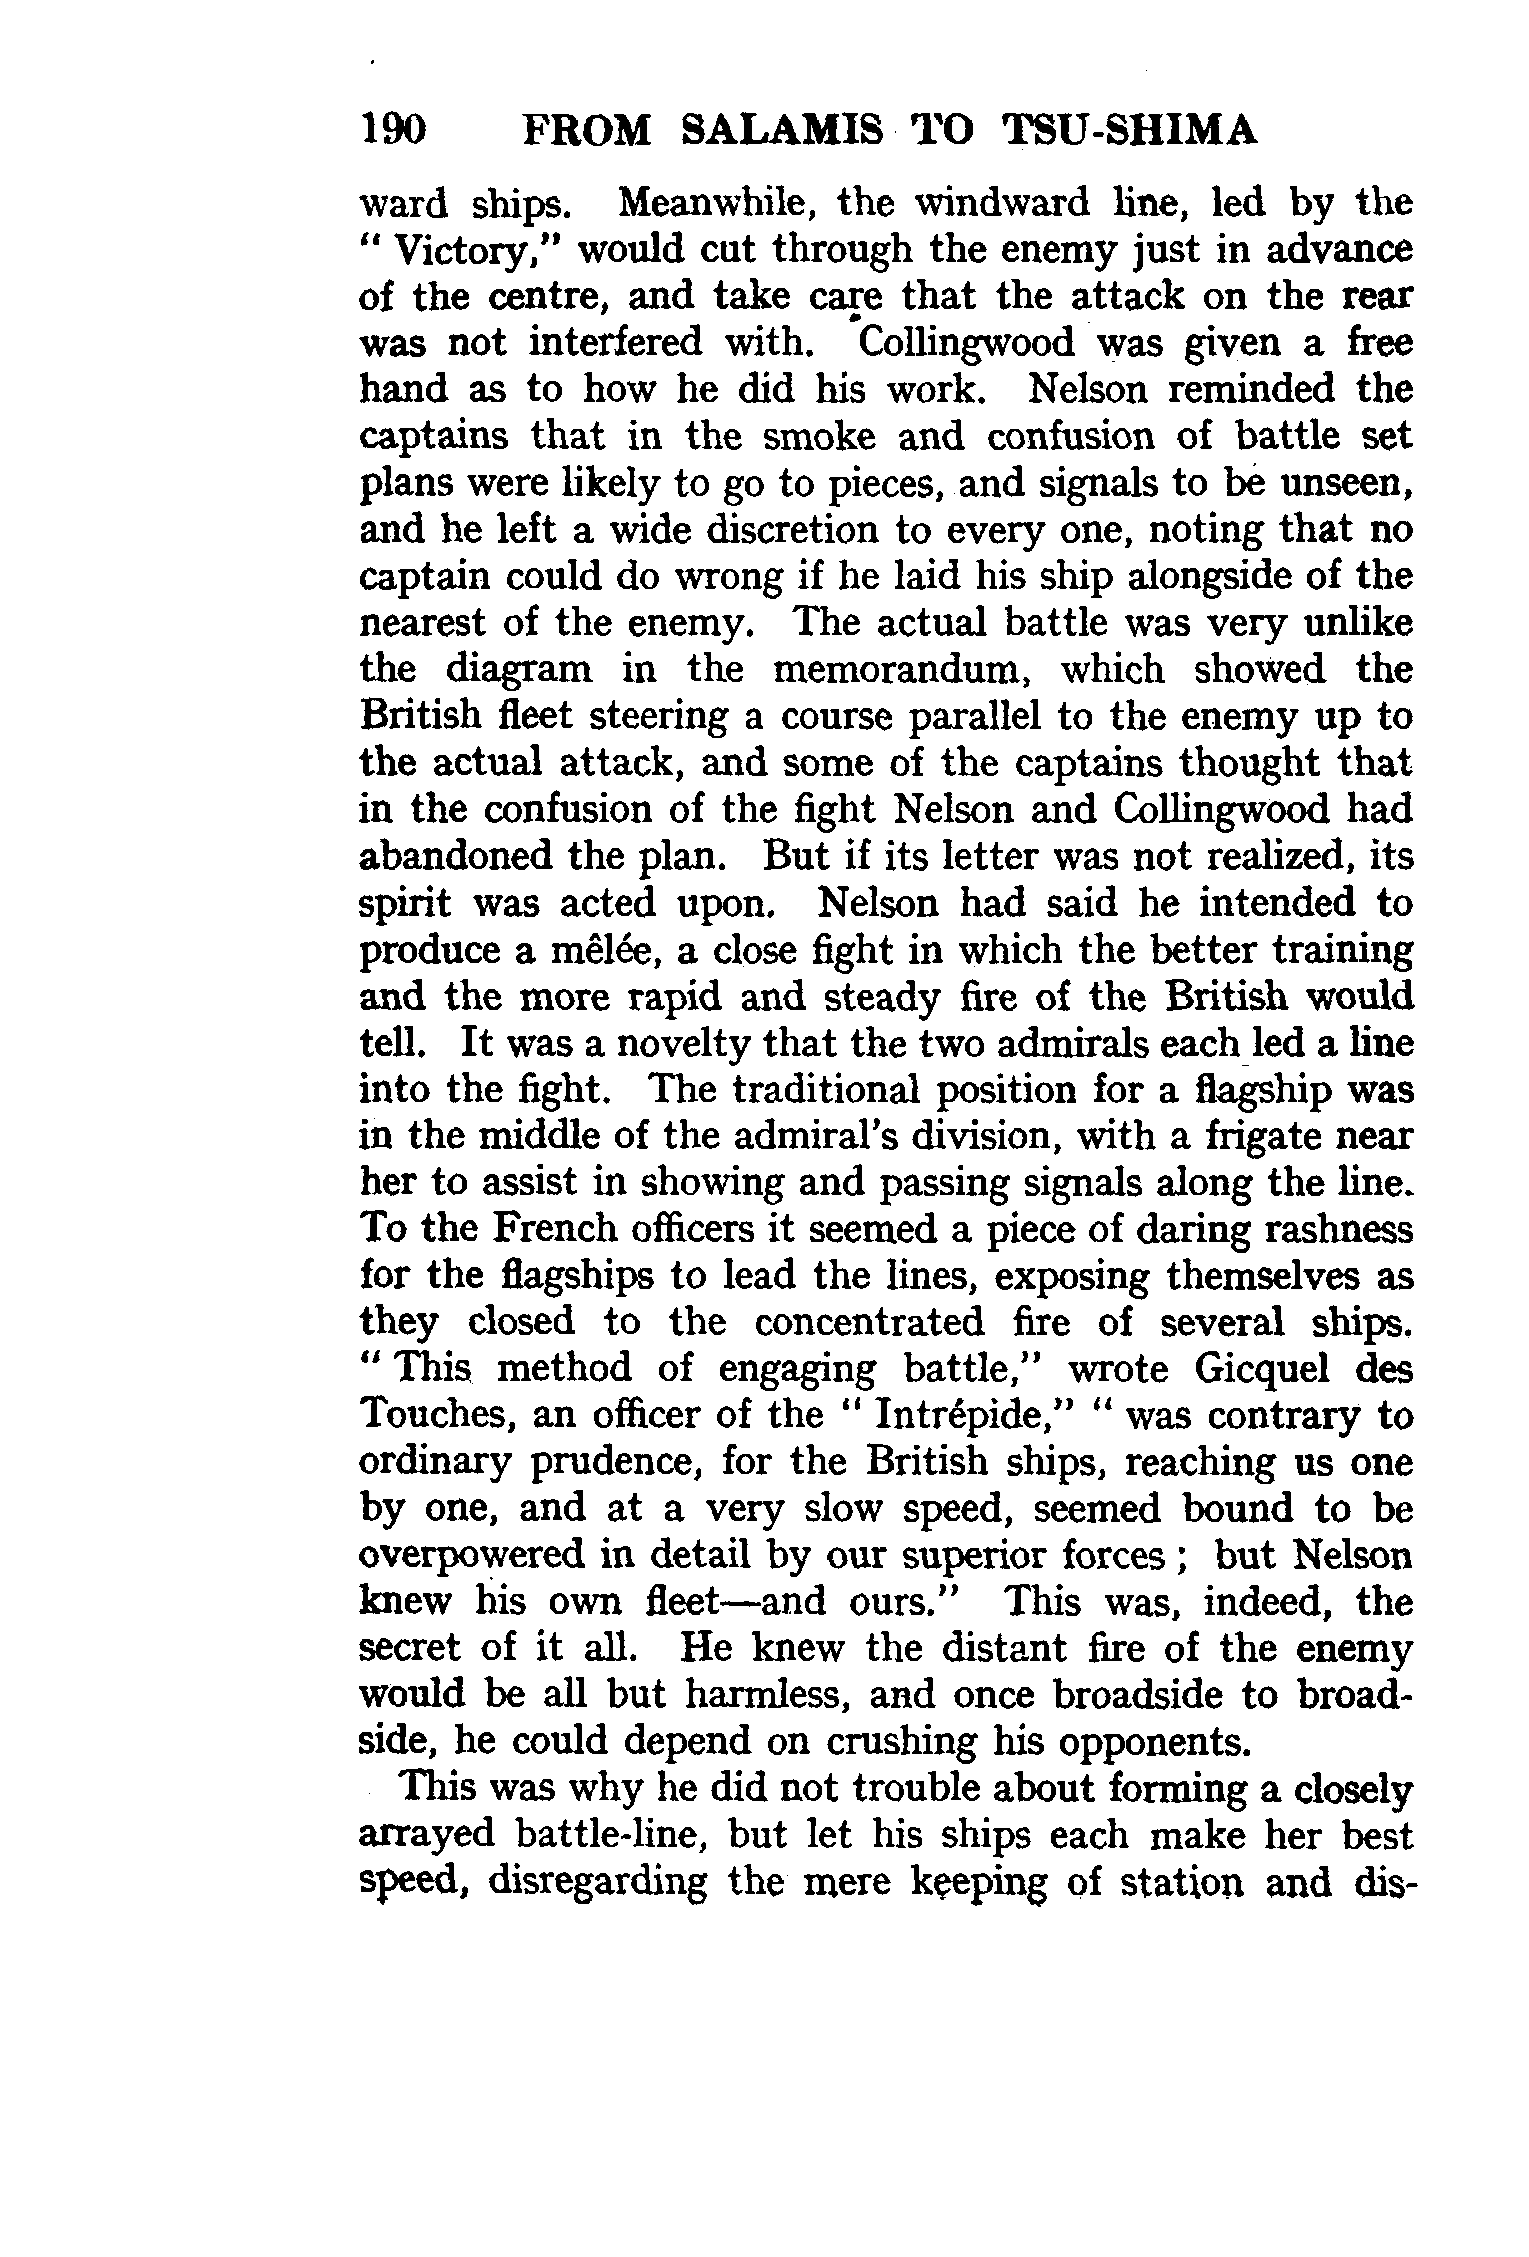 190 FROM SALAMIS TO TSU-SHIMA
ward ships. Meanwhile, the windward line, led by the
“ Victory,” would cut through the enemy just in advance
of the centre, and take care that the attack on the rear
was not interfered with. Collingwood was given a free
hand as to how he did his work. Nelson reminded the
captains that in the smoke and confusion of battle set
plans were likely to go to pieces, and signals to be unseen,
and he left a wide discretion to every one, noting that no
captain could do wrong if he laid his ship alongside of the
nearest of the enemy. The actual battle was very unlike
the diagram in the memorandum, which showed the
British fleet steering a course parallel to the enemy up to
the actual attack, and some of the captains thought that
in the confusion of the fight Nelson and Collingwood had
abandoned the plan. But if its letter was not realized, its
spirit was acted upon. Nelson had said he intended to
produce a mêlée, a close fight in which the better training
and the more rapid and steady fire of the British would
tell. It was a novelty that the two admirals each led a line
into the fight. The traditional position for a flagship was
in the middle of the admiral’s division, with a frigate near
her to assist in showing and passing signals along the line.
To the French officers it seemed a piece of daring rashness
for the flagships to lead the lines, exposing themselves as
they closed to the concentrated fire of several ships.
“ This method of engaging battle,” wrote Gicquel des
Touches, an officer of the “ Intrépide,” “ was contrary to
ordinary prudence, for the British ships, reaching us one
by one, and at a very slow speed, seemed bound to be
overpowered in detail by our superior forces ; but Nelson
knew his own fleet—and ours.” This was, indeed, the
secret of it all. He knew the distant fire of the enemy
would be all but harmless, and once broadside to broad-
side, he could depend on crushing his opponents.
This was why he did not trouble about forming a closely
arrayed battle-line, but let his ships each make her best
speed, disregarding the mere keeping of station and dis-